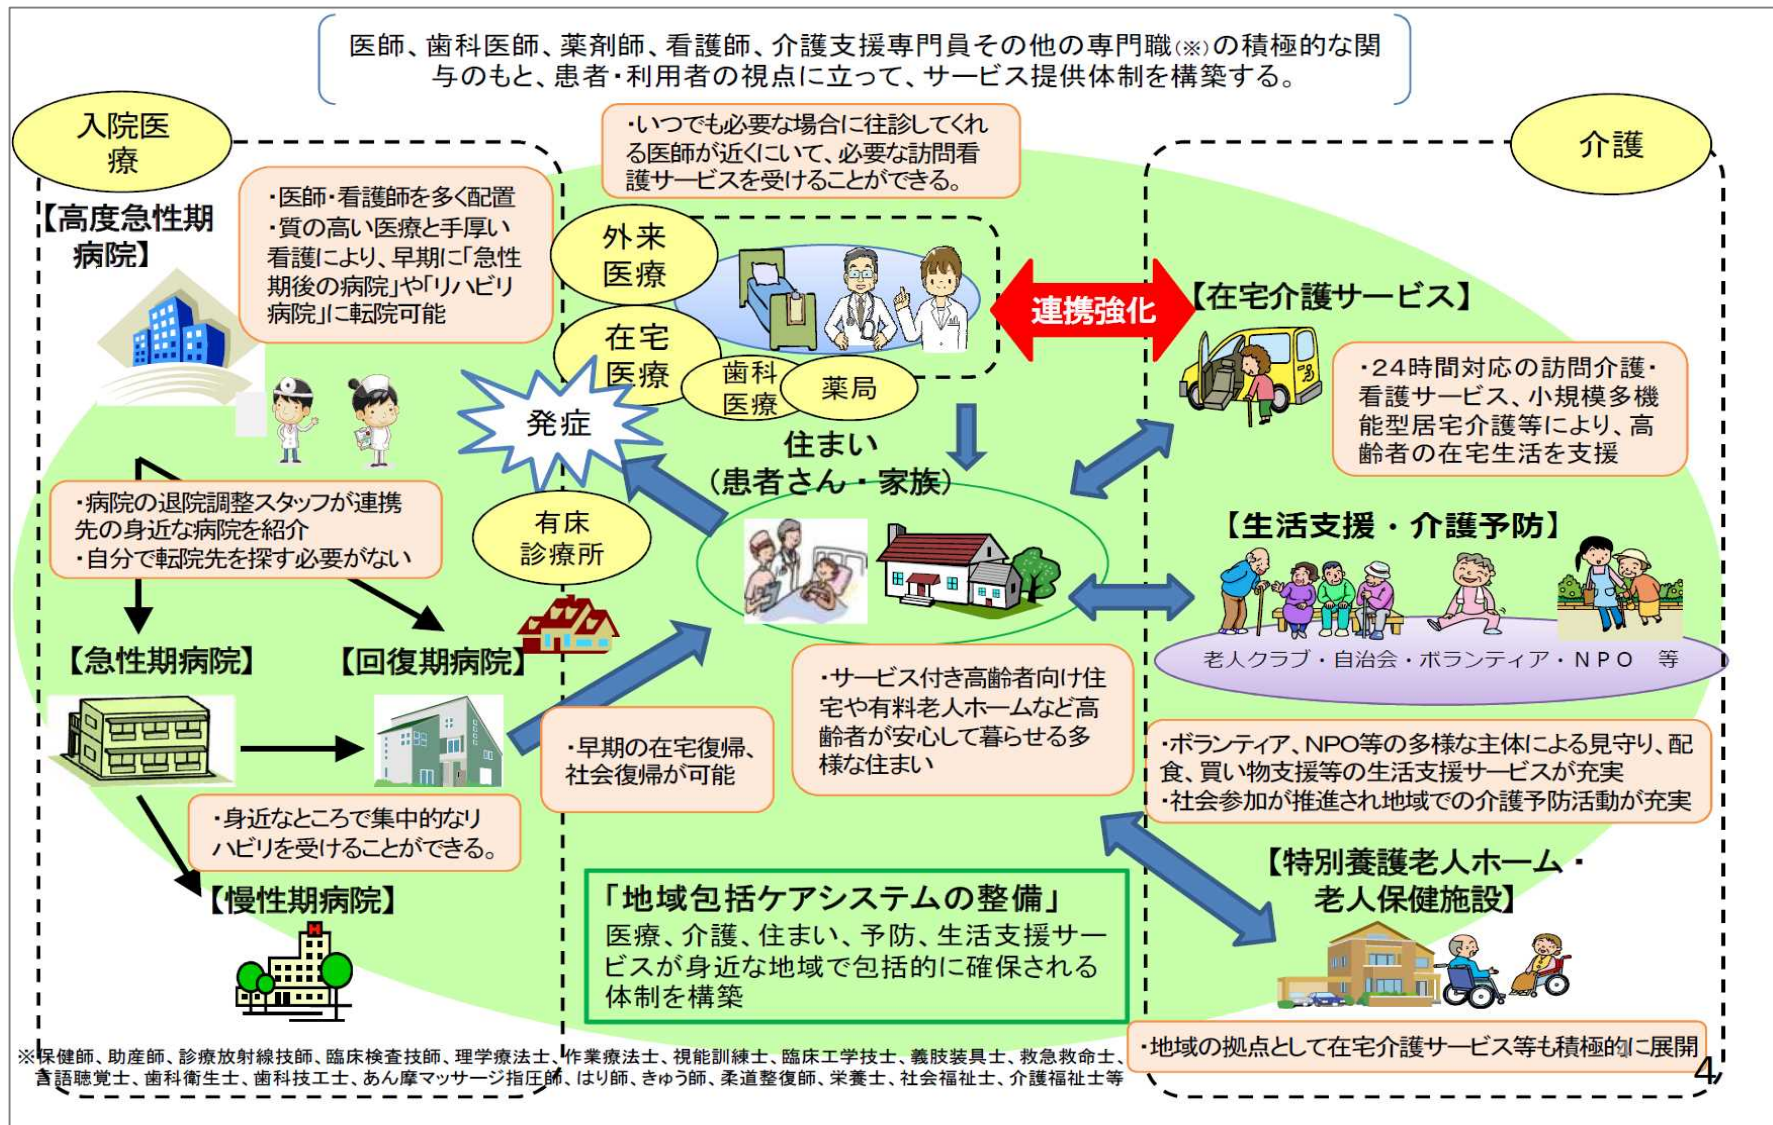 医師、歯科医師、薬剤師、看護師、介護支援専門員その他の専門職(※)の積極的な関
与のもと、患者・利用者の視点に立って、サービス提供体制を構築する。
入院医
療
【高度急性期
病院】
・医師・看護師を多く配置
・質の高い医療と手厚い
看護により、早期に「急性
期後の病院」や「リハビリ
病院」に転院可能
・いつでも必要な場合に往診してくれ
る医師が近くにいて、必要な訪問看
護サービスを受けることができる。
外来
医療
在宅
医療
歯科
医療
薬局
連携強化
介護
【在宅介護サービス】
・24時間対応の訪問介護・
看護サービス、小規模多機
能型居宅介護等により、高
齢者の在宅生活を支援
発症
住まい
(患者さん・家族)
・病院の退院調整スタッフが連携
先の身近な病院を紹介
・自分で転院先を探す必要がない
有床
診療所
【生活支援・介護予防】
老人クラブ・自治会・ボランティア・NPO 等
【急性期病院】
【回復期病院】
・早期の在宅復帰、
社会復帰が可能
・サービス付き高齢者向け住
宅や有料老人ホームなど高
齢者が安心して暮らせる多
様な住まい
・ボランティア、NPO等の多様な主体による見守り、配
食、買い物支援等の生活支援サービスが充実
・社会参加が推進され地域での介護予防活動が充実
・身近なところで集中的なリ
ハビリを受けることができる。
【慢性期病院】
H
「地域包括ケアシステムの整備」
医療、介護、住まい、予防、生活支援サー
ビスが身近な地域で包括的に確保される
体制を構築
【特別養護老人ホーム・
老人保健施設】
・地域の拠点として在宅介護サービス等も積極的に展開
※保健師、助産師、診療放射線技師、臨床検査技師、理学療法士、作業療法士、視能訓練士、臨床工学技士、義肢装具士、救急救命士、
言語聴覚士、歯科衛生士、歯科技工士、あん摩マッサージ指圧師、はり師、きゅう師、柔道整復師、栄養士、社会福祉士、介護福祉士等
4